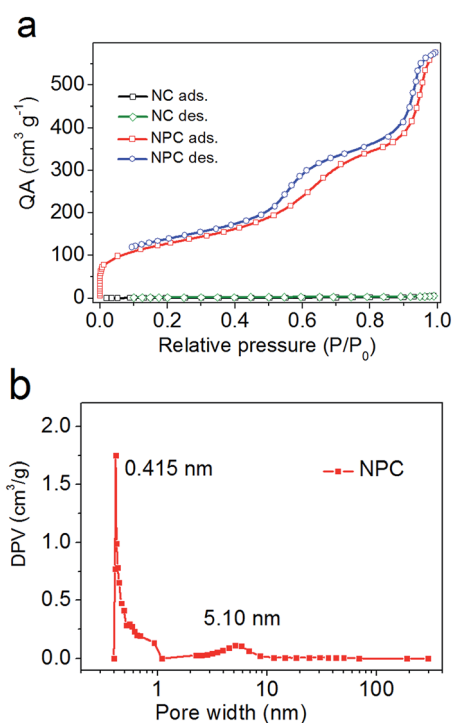 a
QA (cm³ g⁻¹)
500
400
300
200
100
0
NC ads.
NC des.
NPC ads.
NPC des.
0.0 0.2 0.4 0.6 0.8 1.0
Relative pressure (P/P₀)
b
DPV (cm³/g)
2.0
1.5
1.0
0.5
0.0
0.415 nm
NPC
5.10 nm
1 10 100
Pore width (nm)